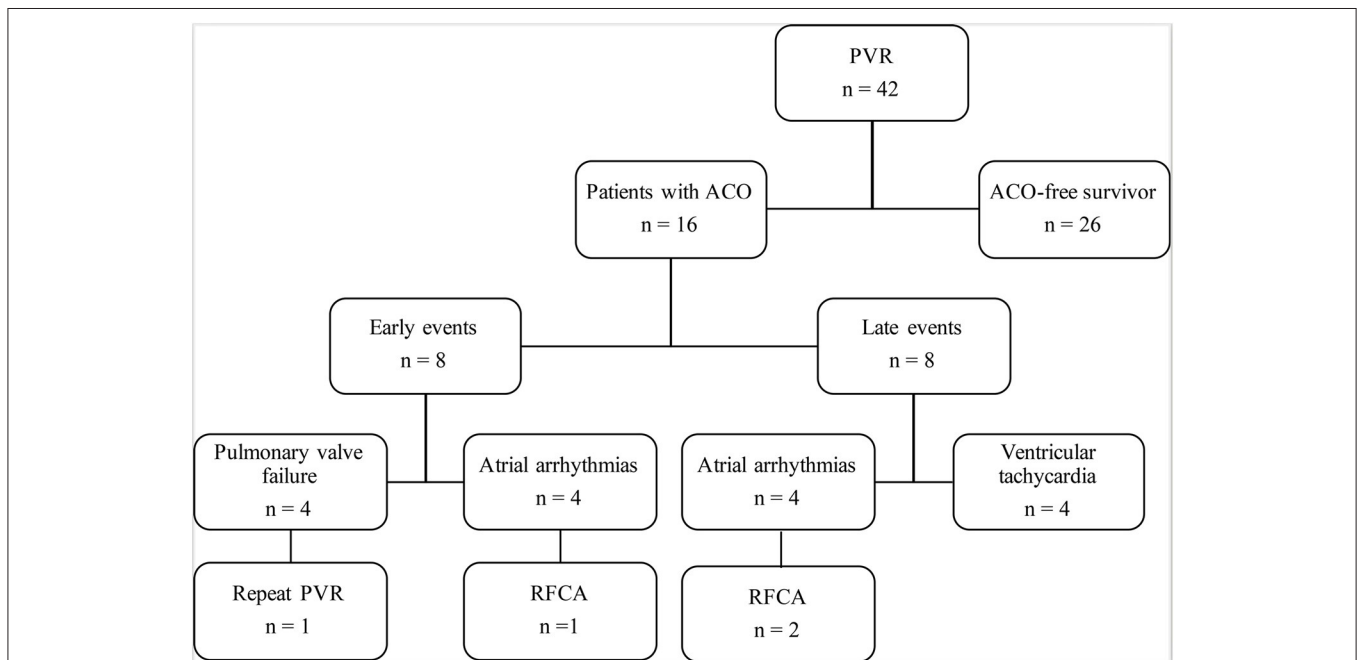 PVR
n = 42
Patients with ACO
n = 16
ACO-free survivor
n = 26
Early events
n = 8
Late events
n = 8
Pulmonary valve
failure
n = 4
Atrial arrhythmias
n = 4
Atrial arrhythmias
n = 4
Ventricular
tachycardia
n = 4
Repeat PVR
n = 1
RFCA
n =1
RFCA
n = 2